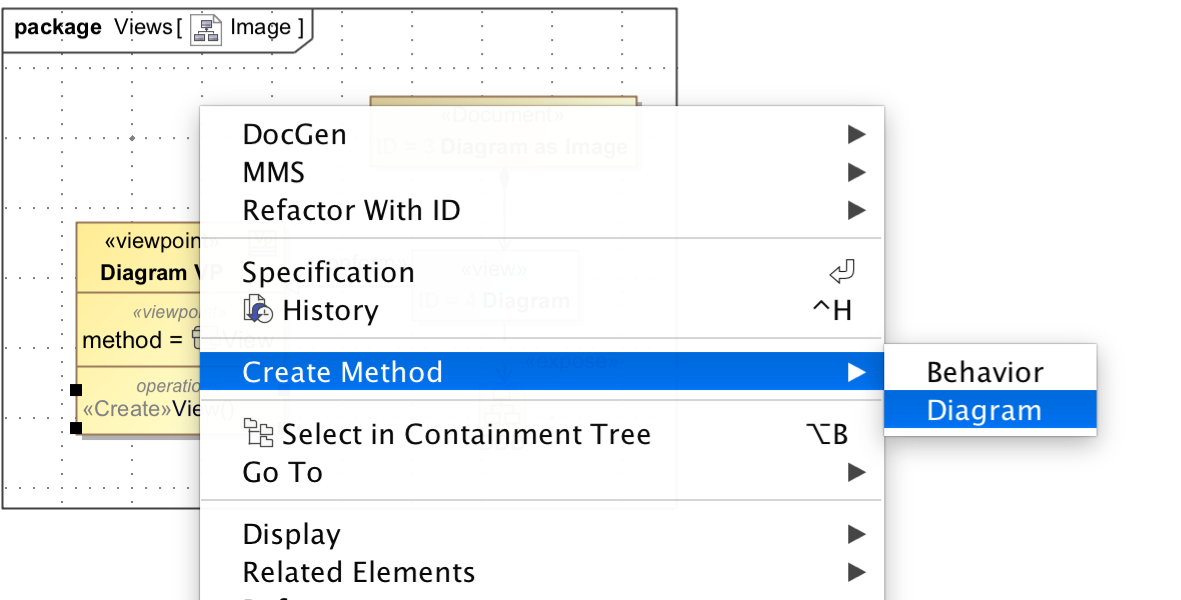 package Views[ Image ]
«Document»
ID = 3 Diagram as Image
«viewpoint»
Diagram VP
«viewpo
method = View
operatio
«Create»View()
«view»
ID = 4 Diagram
«expose»
DocGen
MMS
Refactor With ID
Specification
History ^H
Create Method
Select in Containment Tree ⌥B
Go To
Display
Related Elements
Behavior
Diagram